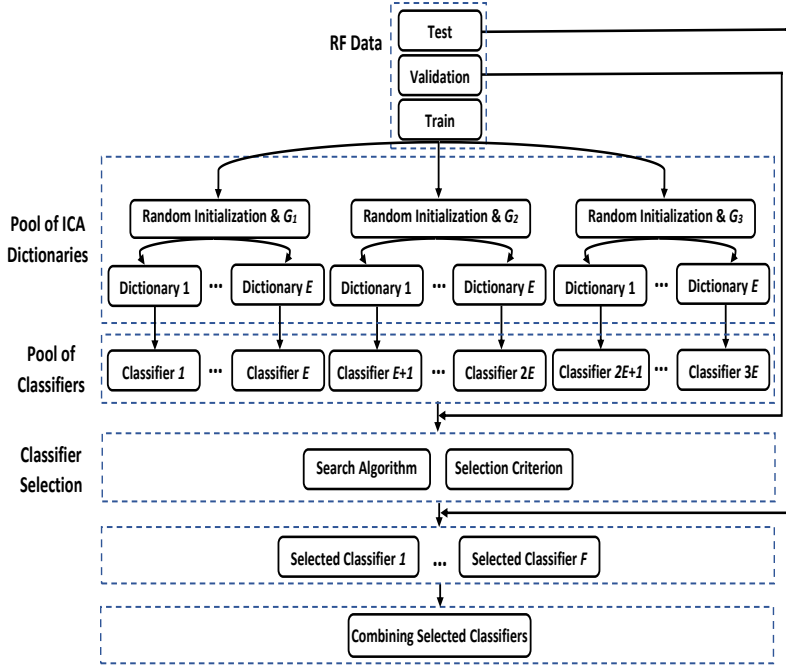 RF Data
Test
Validation
Train
Pool of ICA
Dictionaries
Random Initialization & G1
Random Initialization & G2
Random Initialization & G3
Dictionary 1 ... Dictionary E
Dictionary 1 ... Dictionary E
Dictionary 1 ... Dictionary E
Pool of
Classifiers
Classifier 1 ... Classifier E
Classifier E+1 ... Classifier 2E
Classifier 2E+1 ... Classifier 3E
Classifier
Selection
Search Algorithm
Selection Criterion
Selected Classifier 1 ... Selected Classifier F
Combining Selected Classifiers